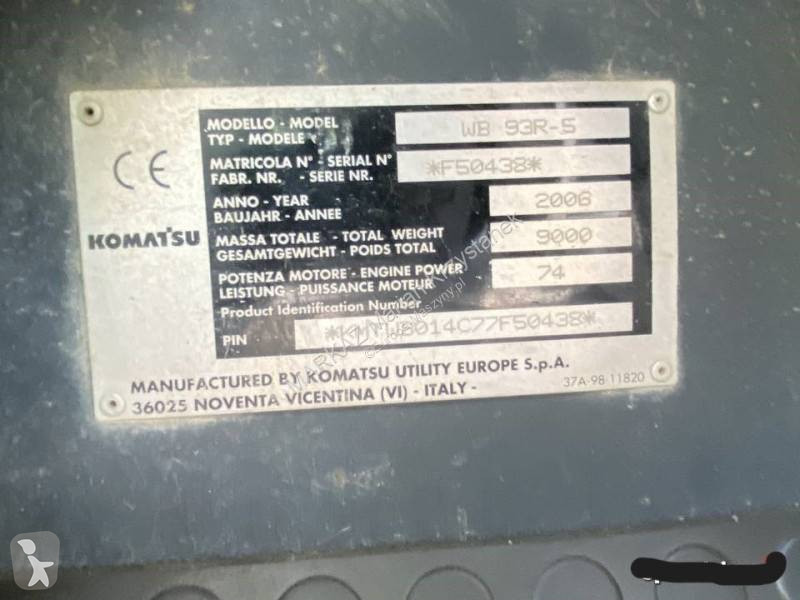 MODELLO - MODEL
TYP - MODELE
WB 93R-5
MATRICOLA N° - SERIAL N°
FABR. NR. - SERIE NR.
*F50438*
ANNO - YEAR
BAUJAHR - ANNEE
2006
CE
KOMATSU
MASSA TOTALE - TOTAL WEIGHT
GESAMTGEWICHT - POIDS TOTAL
9000
POTENZA MOTORE - ENGINE POWER
LEISTUNG - PUISSANCE MOTEUR
74
Product Identification Number
PIN
MANUFACTURED BY KOMATSU UTILITY EUROPE S.p.A.
36025 NOVENTA VICENTINA (VI) - ITALY -
37A-98-11820